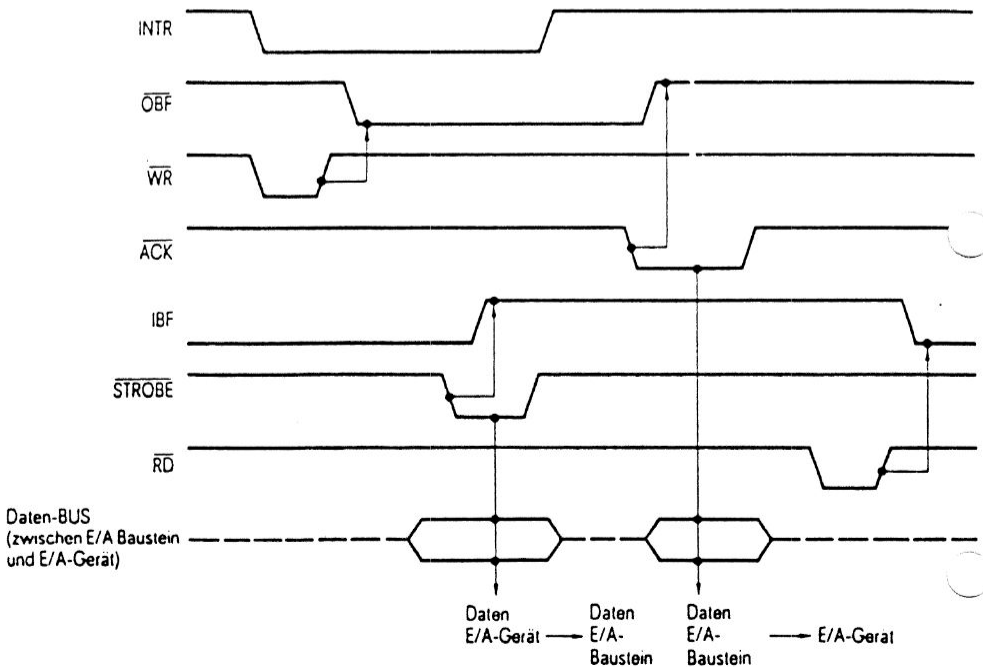 INTR
OBF
WR
ACK
IBF
STROBE
RD
Daten-BUS
(zwischen E/A Baustein
und E/A-Gerät)
Daten
E/A-Gerät
Daten
E/A-
Baustein
Daten
E/A-
Baustein
E/A-Gerät